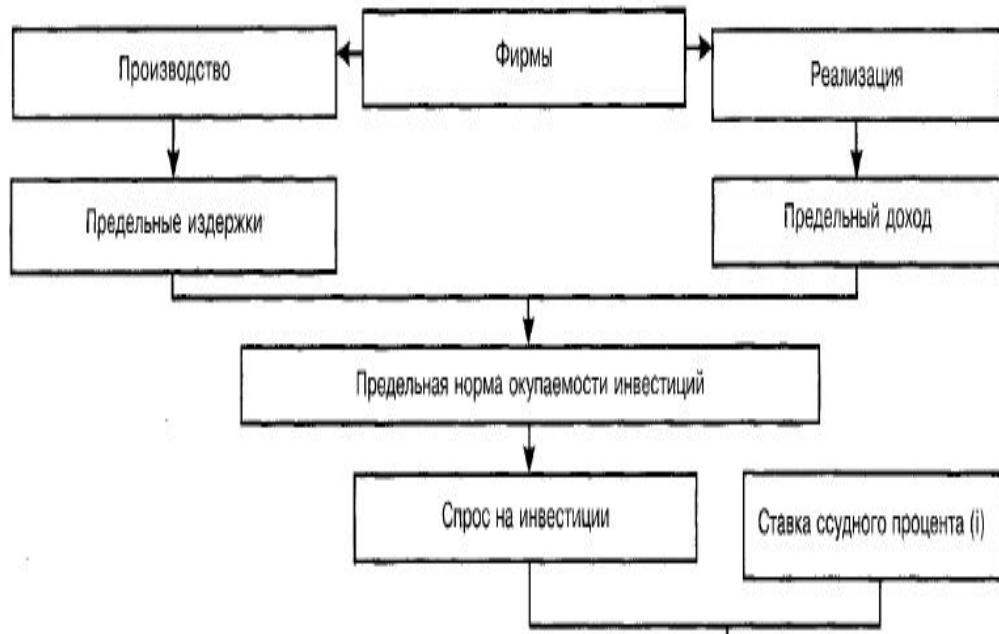 Фирмы
Производство
Реализация
Предельные издержки
Предельный доход
Предельная норма окупаемости инвестиций
Спрос на инвестиции
Ставка ссудного процента (i)